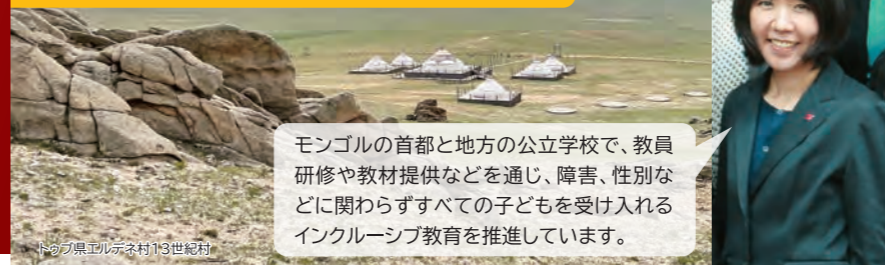 モンゴルの首都と地方の公立学校で、教員
研修や教材提供などを通じ、障害、性別な
どに関わらずすべての子どもを受け入れる
インクルーシブ教育を推進しています。
トゥブ県エルデネ村13世紀村